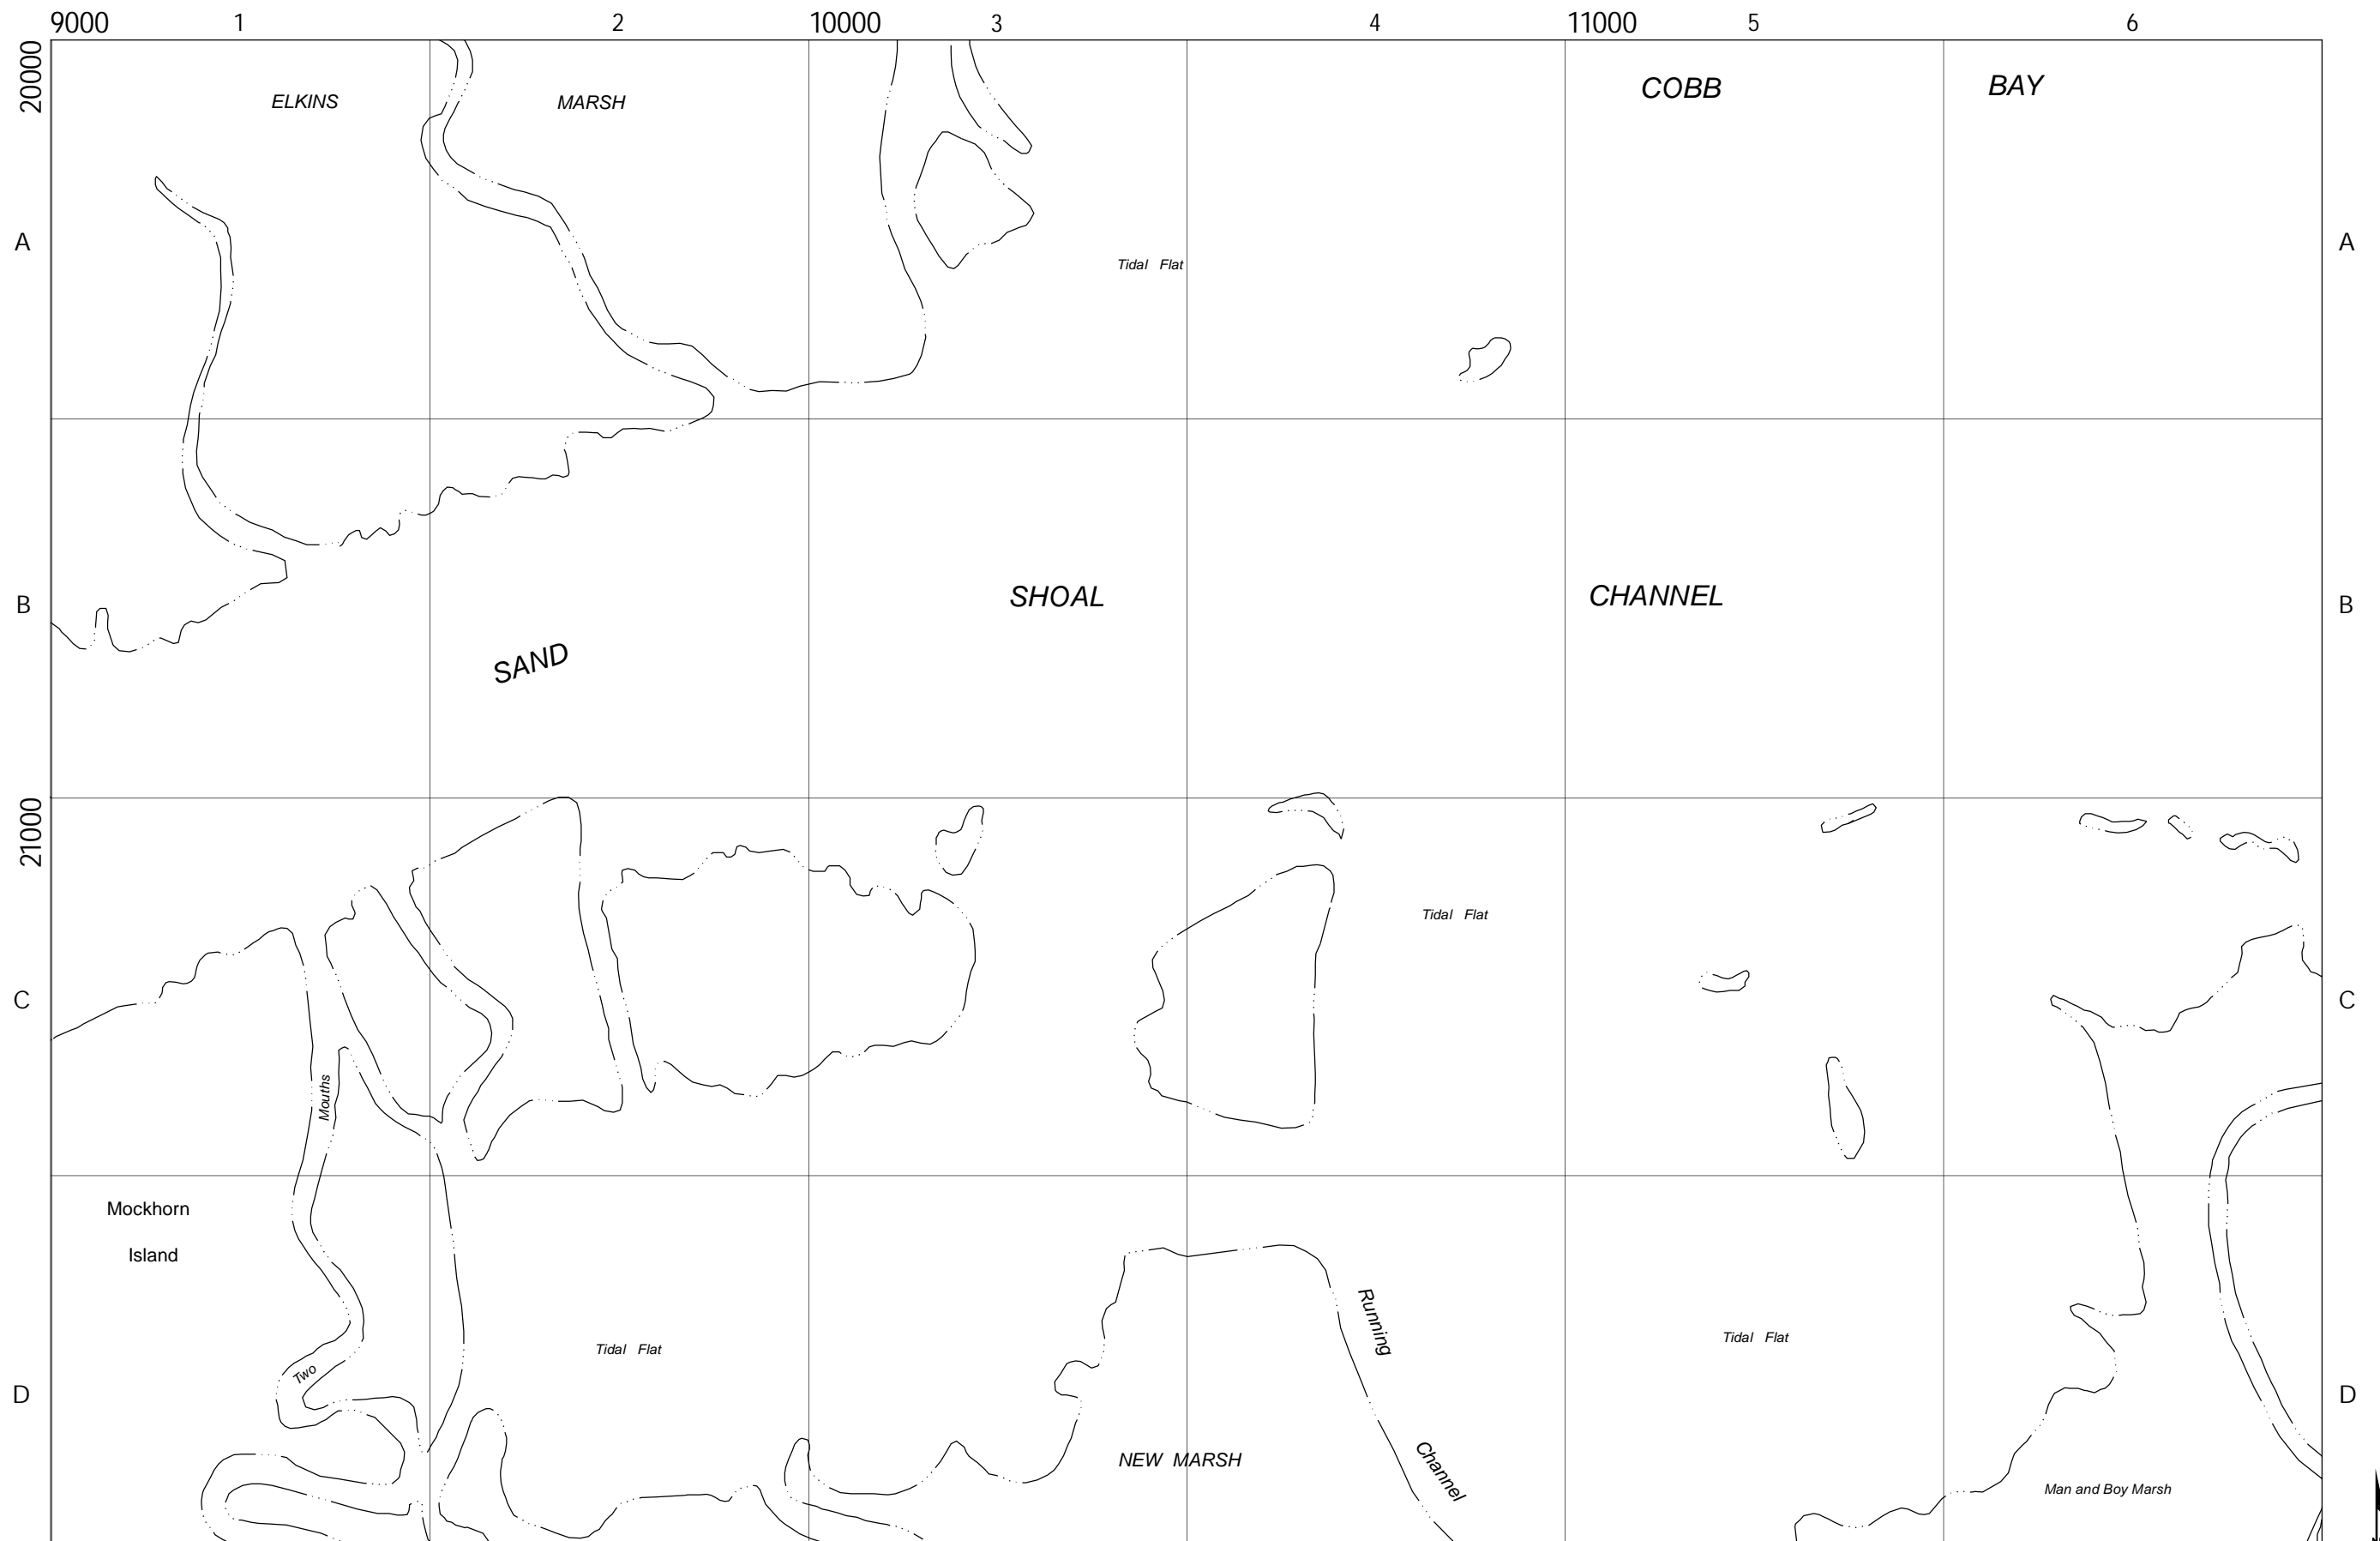 9000 1 2 10000 3 4 11000 5 6
20000
ELKINS MARSH COBB BAY
A A
Tidal Flat
B SHOAL CHANNEL B
SAND
21000
Tidal Flat
C C
Mouths
Mockhorn
Island
Running
Tidal Flat
Tidal Flat
Two
D D
NEW MARSH
Channel
Man and Boy Marsh